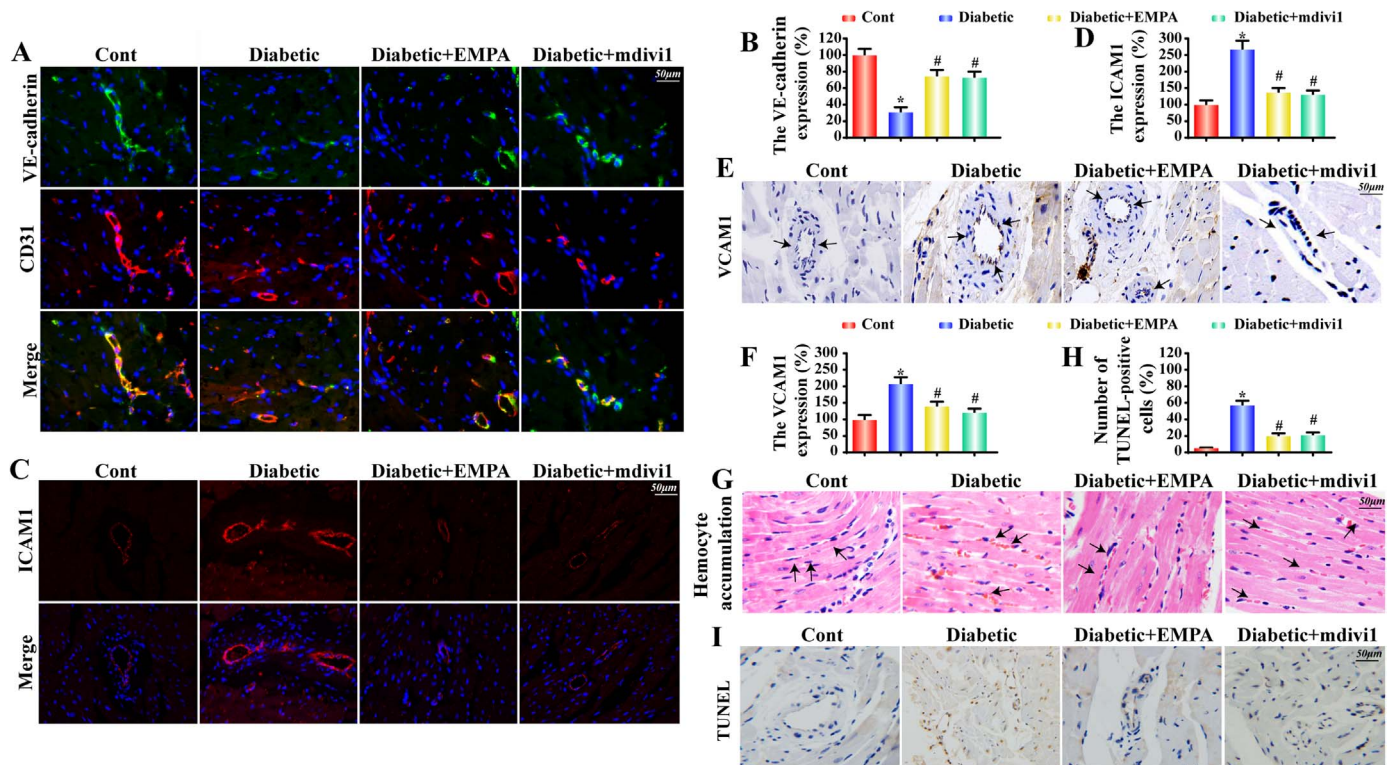 A
Cont
Diabetic
Diabetic+EMPA
Diabetic+mdivi1
50μm
VE-cadherin
CD31
Merge
C
Cont
Diabetic
Diabetic+EMPA
Diabetic+mdivi1
50μm
ICAM1
Merge
Cont
Diabetic
Diabetic+EMPA
Diabetic+mdivi1
B
The VE-cadherin
expression (%)
120
100
80
60
40
20
0
*
#
#
D
The ICAM1
expression (%)
300
250
200
150
100
50
0
*
#
#
E
Cont
Diabetic
Diabetic+EMPA
Diabetic+mdivi1
50μm
VCAM1
Cont
Diabetic
Diabetic+EMPA
Diabetic+mdivi1
F
The VCAM1
expression (%)
300
250
200
150
100
50
0
*
#
#
H
Number of
TUNEL-positive
cells (%)
120
100
80
60
40
20
0
*
#
#
G
Cont
Diabetic
Diabetic+EMPA
Diabetic+mdivi1
50μm
Hemocyte
accumulation
I
Cont
Diabetic
Diabetic+EMPA
Diabetic+mdivi1
50μm
TUNEL